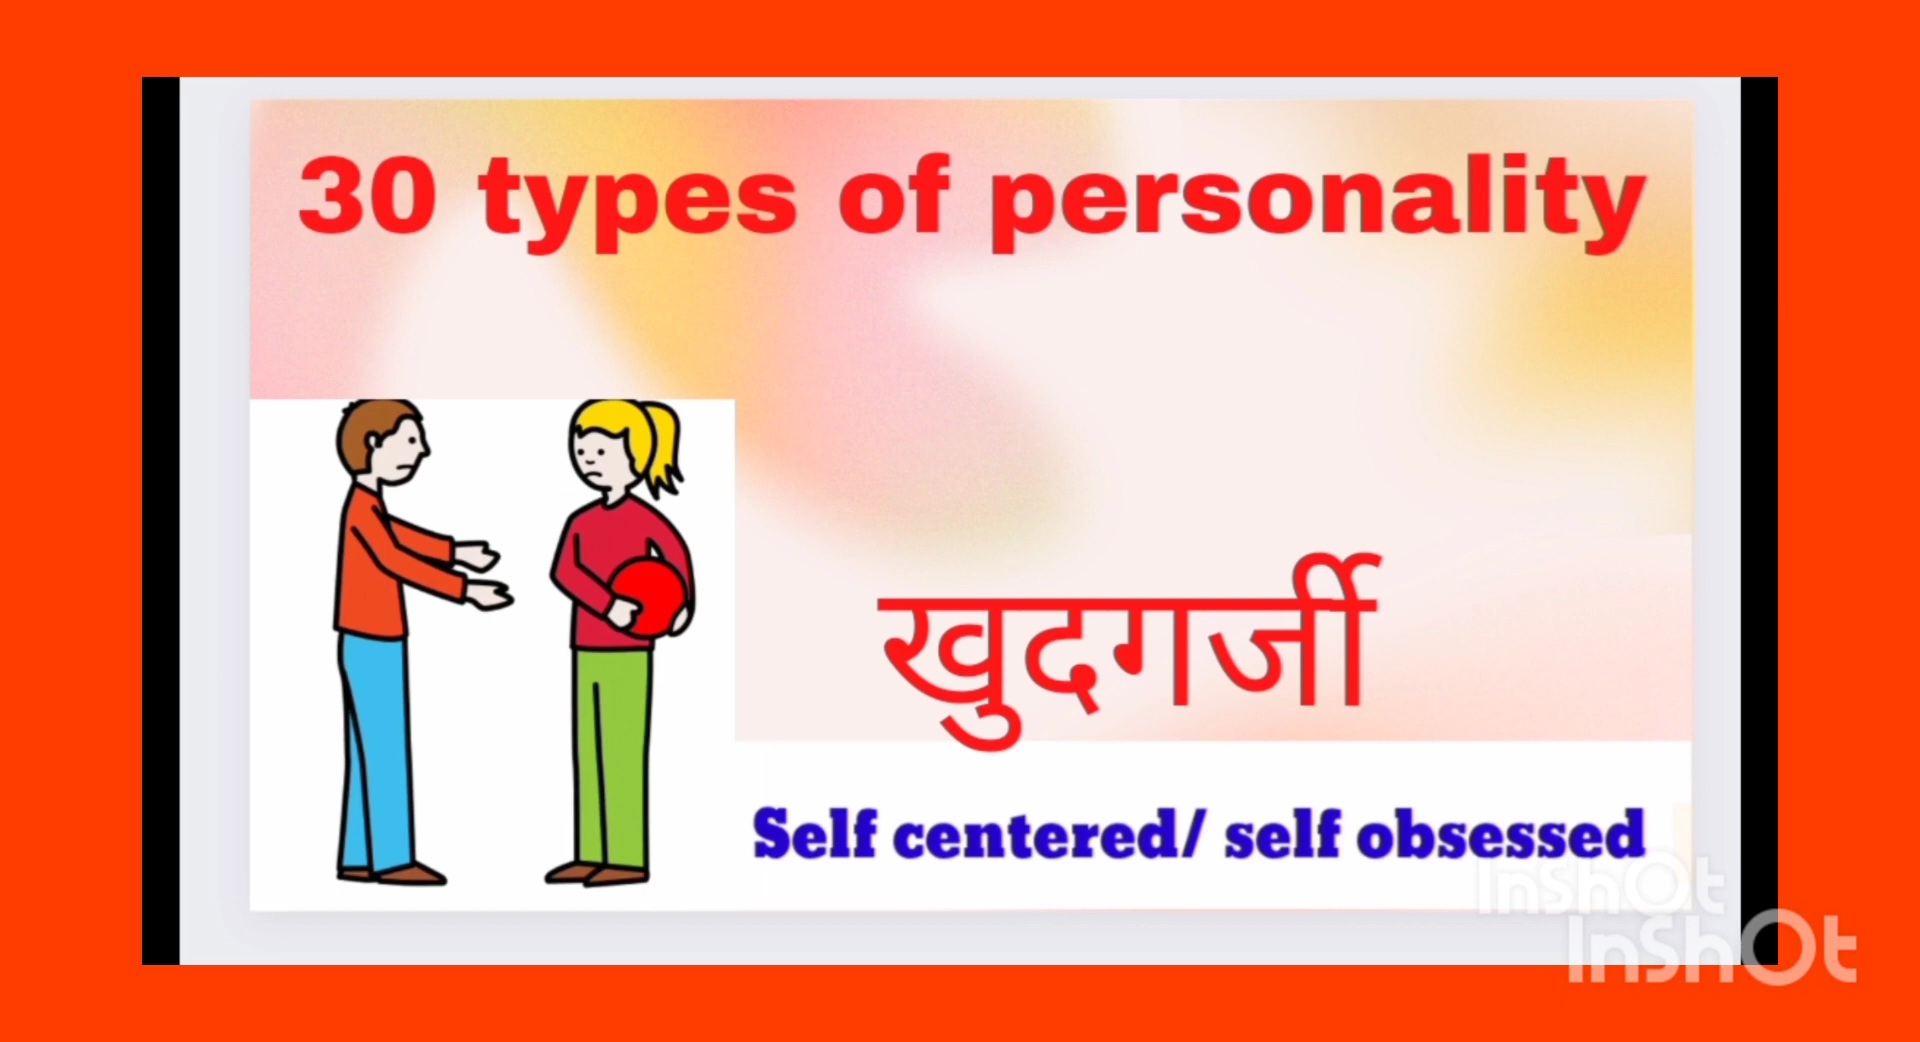 30 types of personality
खुदगर्जी
Self centered/ self obsessed
InShOt
InShOt